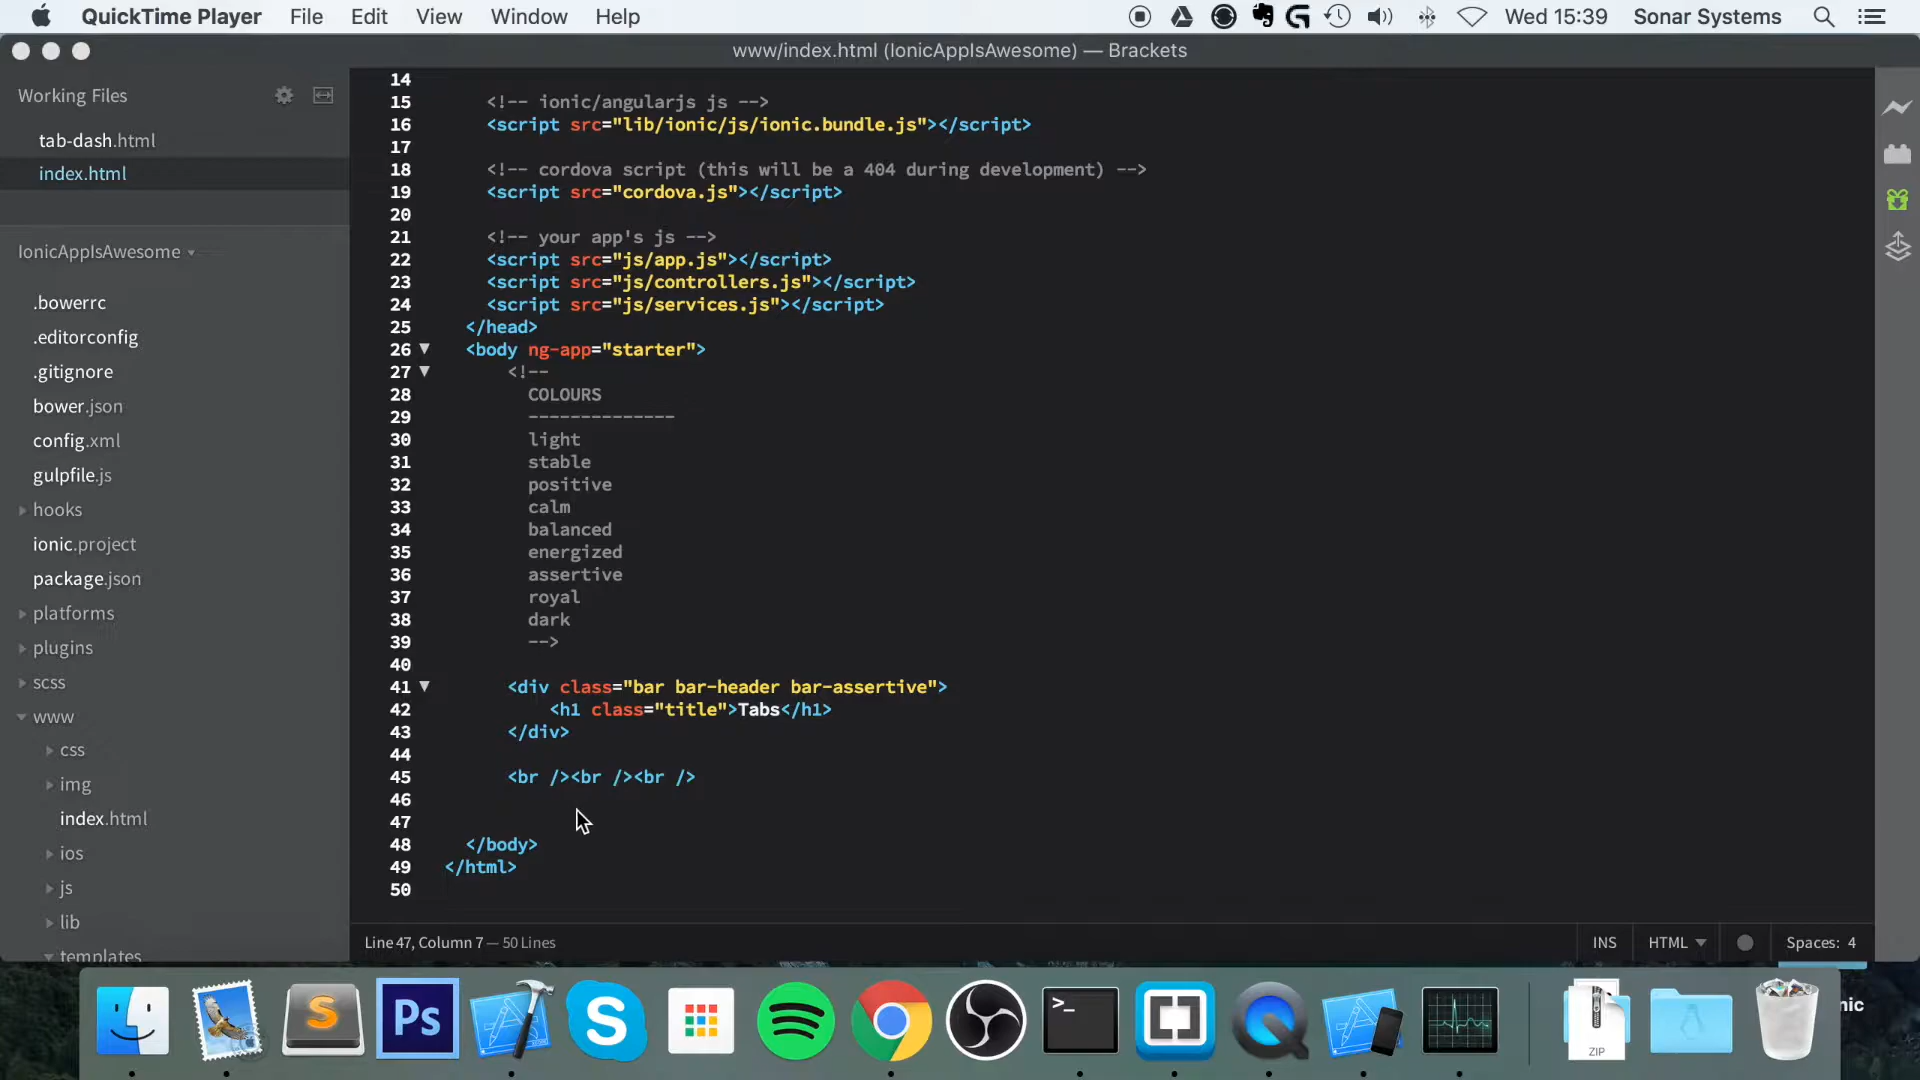 QuickTime Player File Edit View Window Help Wed 15:39 Sonar Systems
www/index.html (IonicAppIsAwesome) — Brackets
Working Files
tab-dash.html
index.html
IonicAppIsAwesome
.bowerrc
.editorconfig
.gitignore
bower.json
config.xml
gulpfile.js
hooks
ionic.project
package.json
platforms
plugins
scss
www
css
img
index.html
ios
js
lib
templates
14
15 <!-- ionic/angularjs js -->
16 <script src="lib/ionic/js/ionic.bundle.js"></script>
17
18 <!-- cordova script (this will be a 404 during development) -->
19 <script src="cordova.js"></script>
20
21 <!-- your app's js -->
22 <script src="js/app.js"></script>
23 <script src="js/controllers.js"></script>
24 <script src="js/services.js"></script>
25 </head>
26 <body ng-app="starter">
27 <!--
28 COLOURS
29 --------------
30 light
31 stable
32 positive
33 calm
34 balanced
35 energized
36 assertive
37 royal
38 dark
39 -->
40
41 <div class="bar bar-header bar-assertive">
42 <h1 class="title">Tabs</h1>
43 </div>
44
45 <br /><br /><br />
46
47
48 </body>
49 </html>
50
Line 47, Column 7 — 50 Lines INS HTML Spaces: 4
S Ps S >_ ZIP nic